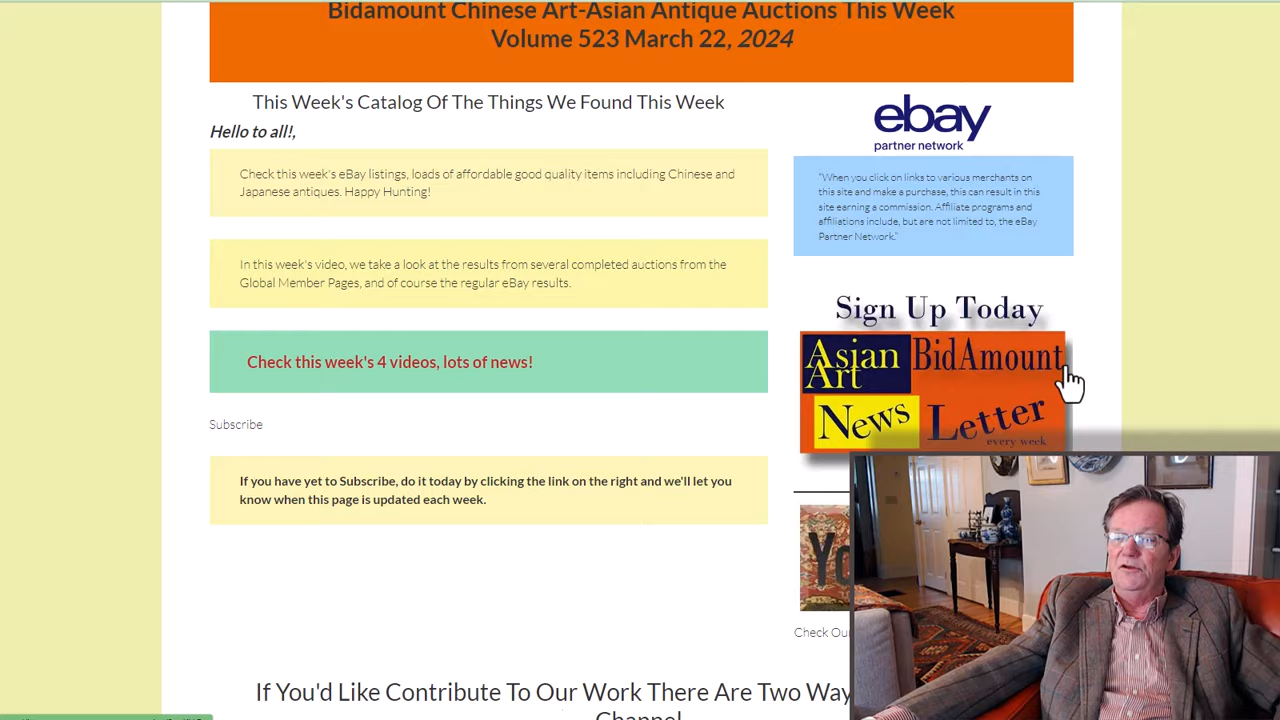 Bidamount Chinese Art-Asian Antique Auctions This Week
Volume 523 March 22, 2024
This Week's Catalog Of The Things We Found This Week
Hello to all!,
Check this week's eBay listings, loads of affordable good quality items including Chinese and
Japanese antiques. Happy Hunting!
In this week's video, we take a look at the results from several completed auctions from the
Global Member Pages, and of course the regular eBay results.
Check this week's 4 videos, lots of news!
Subscribe
If you have yet to Subscribe, do it today by clicking the link on the right and we'll let you
know when this page is updated each week.
ebay
partner network
"When you click on links to various merchants on
this site and make a purchase, this can result in this
site earning a commission. Affiliate programs and
affiliations include, but are not limited to, the eBay
Partner Network."
Sign Up Today
Asian Art BidAmount
News Letter
every week
Check Our
If You'd Like Contribute To Our Work There Are Two Way
Channel